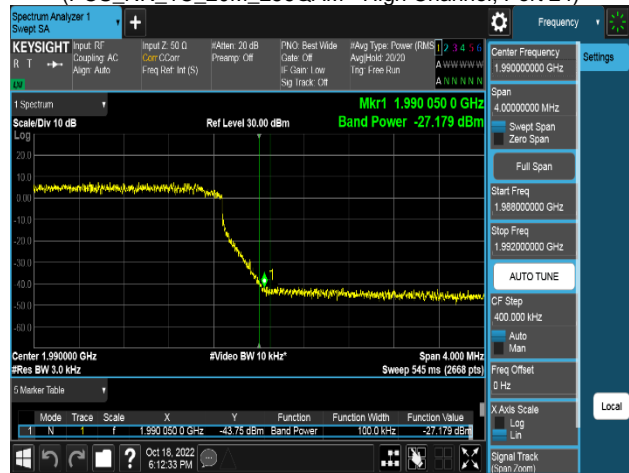 Spectrum Analyzer 1
Swept SA
Frequency
KEYSIGHT
R T
LW
Input: RF
Coupling: AC
Align: Auto
Input Z: 50 Ω
Corr CCorr
Freq Ref: Int (S)
#Atten: 20 dB
Preamp: Off
PNO: Best Wide
Gate: Off
IF Gain: Low
Sig Track: Off
#Avg Type: Power (RMS
Avg|Hold: 20/20
Trig: Free Run
1 2 3 4 5 6
A W W W W W
A N N N N N
Center Frequency
1.990000000 GHz
Settings
Span
4.00000000 MHz
Swept Span
Zero Span
Full Span
Start Freq
1.988000000 GHz
Stop Freq
1.992000000 GHz
AUTO TUNE
CF Step
400.000 kHz
Auto
Man
Freq Offset
0 Hz
X Axis Scale
Log
Lin
Signal Track
(Span Zoom)
Local
1 Spectrum
Scale/Div 10 dB
Log
Ref Level 30.00 dBm
Mkr1 1.990 050 0 GHz
Band Power -27.179 dBm
20.0
10.0
0.00
-10.0
-20.0
-30.0
-40.0
-50.0
-60.0
1
Center 1.990000 GHz
#Res BW 3.0 kHz
#Video BW 10 kHz*
Span 4.000 MHz
Sweep 545 ms (2668 pts)
5 Marker Table
Mode Trace Scale X Y Function Function Width Function Value
1 N 1 f 1.990 050 0 GHz -43.75 dBm Band Power 100.0 kHz -27.179 dBm
Oct 18, 2022
6:12:33 PM